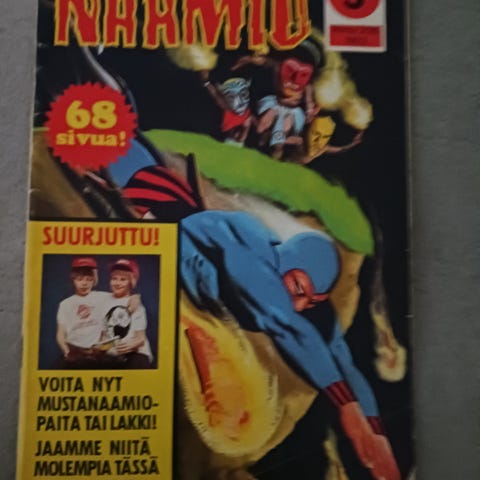 NAAMIO
68
sivua!
SUURJUTTU!
VOITA NYT
MUSTANAAMIO-
PAITA TAI LAKKI!
JAAMME NIITÄ
MOLEMPIA TÄSSÄ